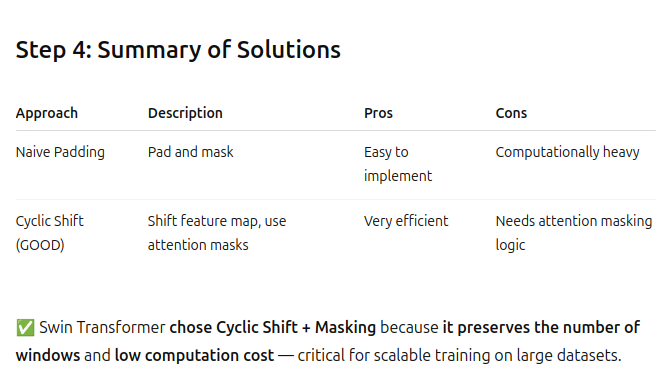 Step 4: Summary of Solutions
Approach Description Pros Cons
Naive Padding Pad and mask Easy to Computationally heavy
implement
Cyclic Shift Shift feature map, use Very efficient Needs attention masking
(GOOD) attention masks logic
✅ Swin Transformer chose Cyclic Shift + Masking because it preserves the number of
windows and low computation cost — critical for scalable training on large datasets.